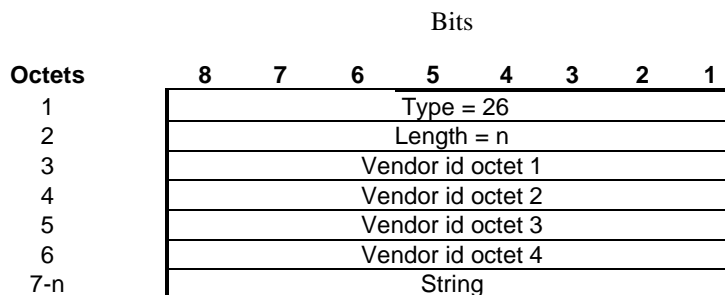 Bits
Octets 8 7 6 5 4 3 2 1
1 Type = 26
2 Length = n
3 Vendor id octet 1
4 Vendor id octet 2
5 Vendor id octet 3
6 Vendor id octet 4
7-n String